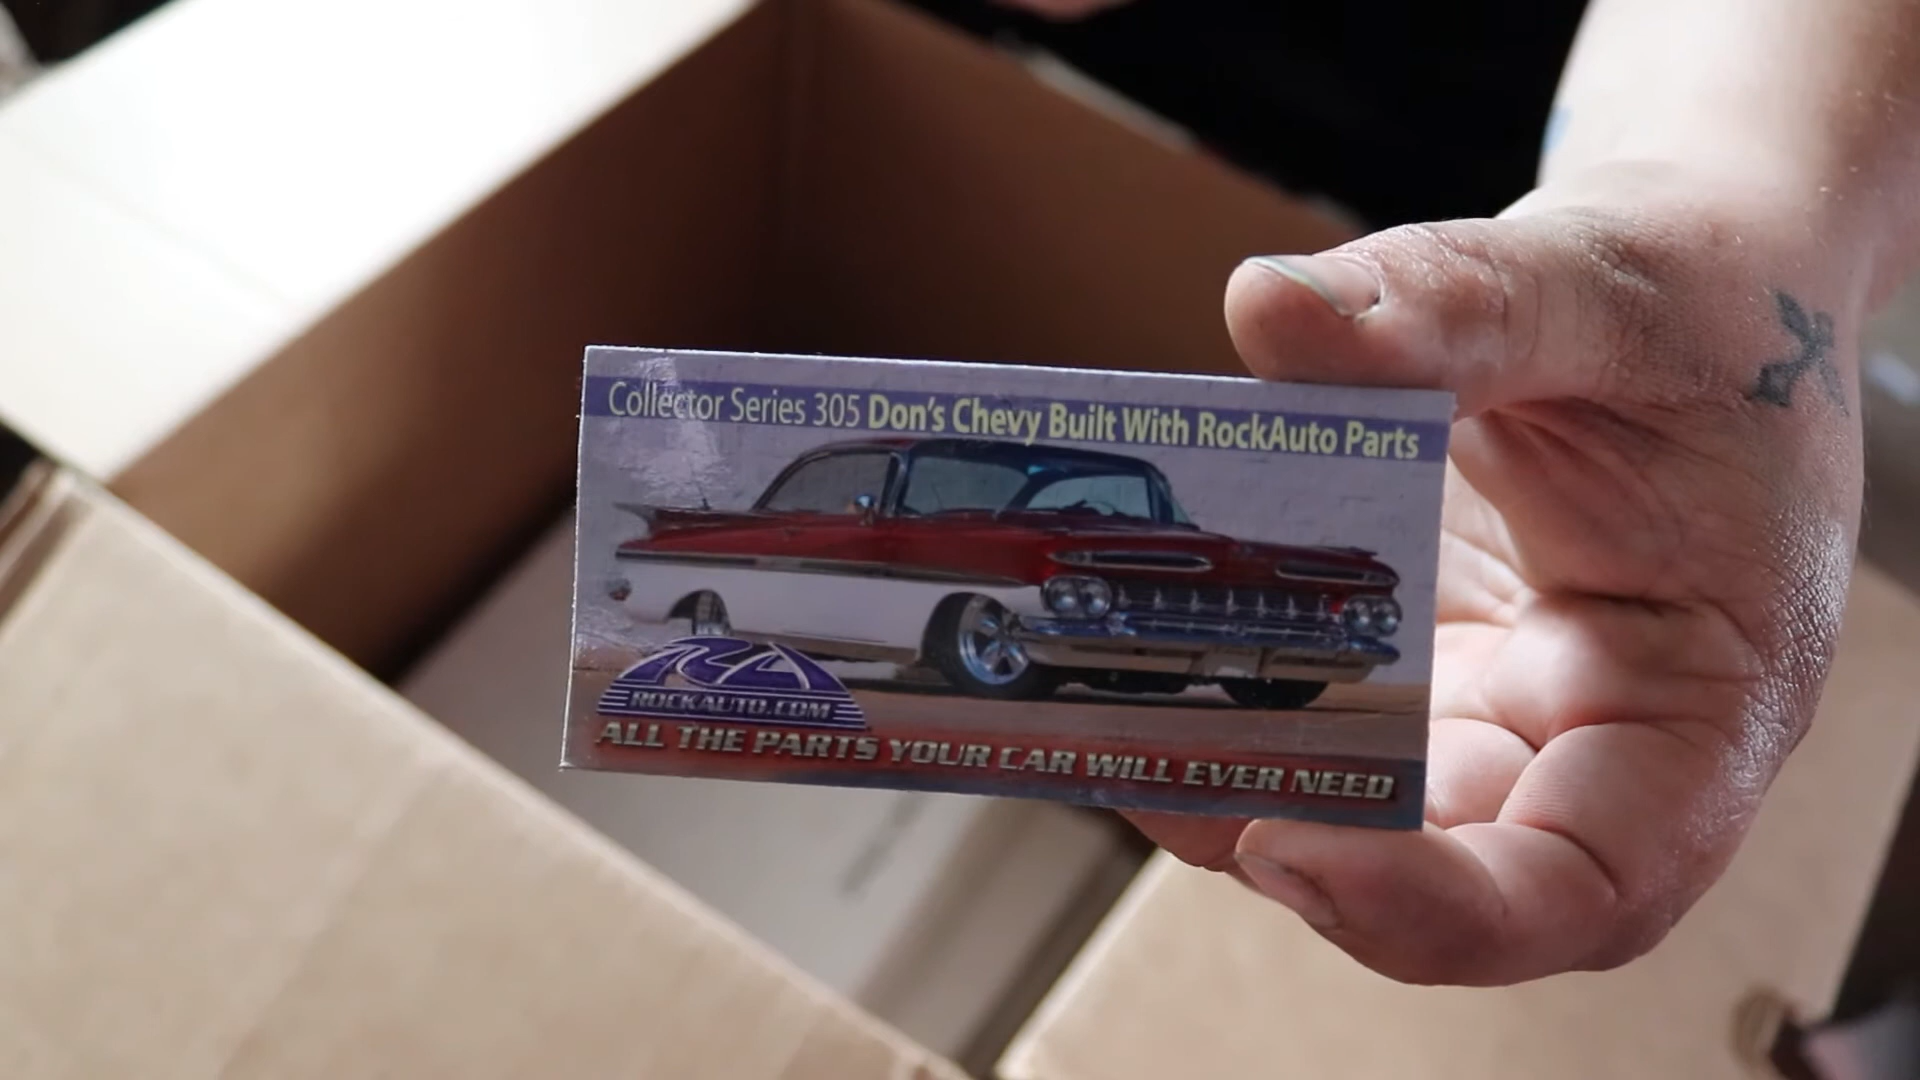 Collector Series 305 Don's Chevy Built With RockAuto Parts
RA
ROCKAUTO.COM
ALL THE PARTS YOUR CAR WILL EVER NEED